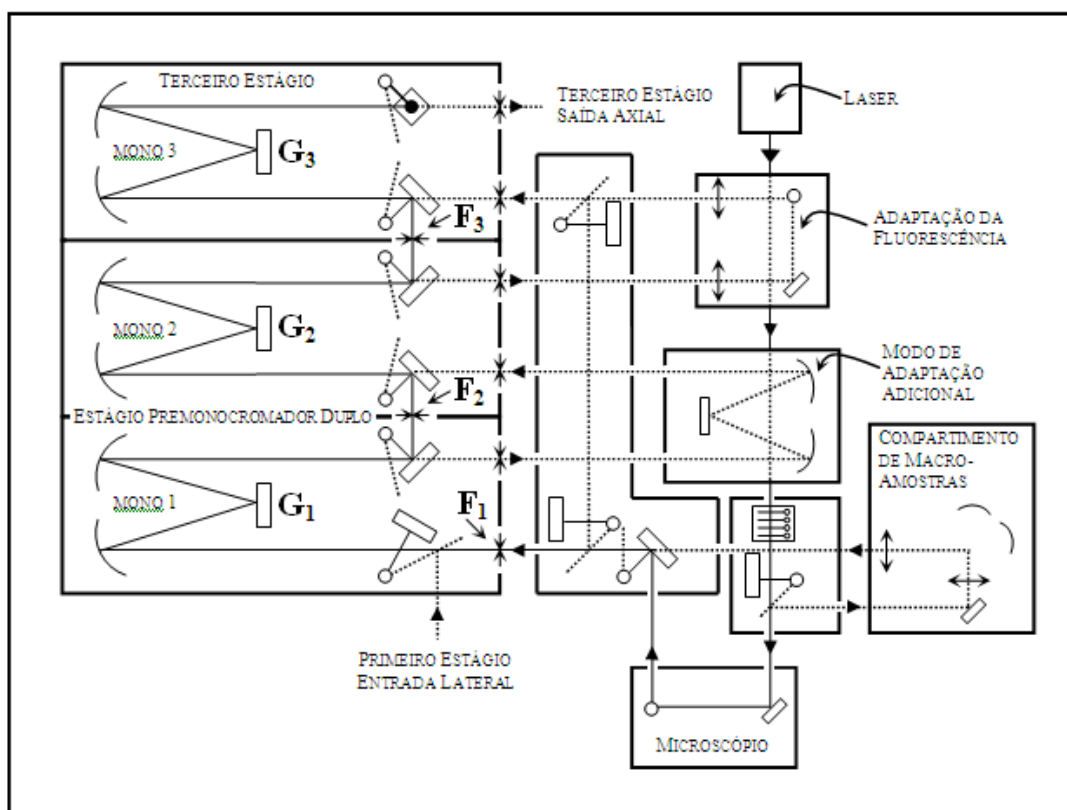 TERCEIRO ESTÁGIO
MONO 3
G3
F3
TERCEIRO ESTÁGIO
SAÍDA AXIAL
LASER
ADAPTAÇÃO DA
FLUORESCÊNCIA
MONO 2
G2
F2
ESTÁGIO PREMONOCROMADOR DUPLO
MODO DE
ADAPTAÇÃO
ADICIONAL
COMPARTIMENTO
DE MACRO-
AMOSTRAS
MONO 1
G1
F1
PRIMEIRO ESTÁGIO
ENTRADA LATERAL
MICROSCÓPIO